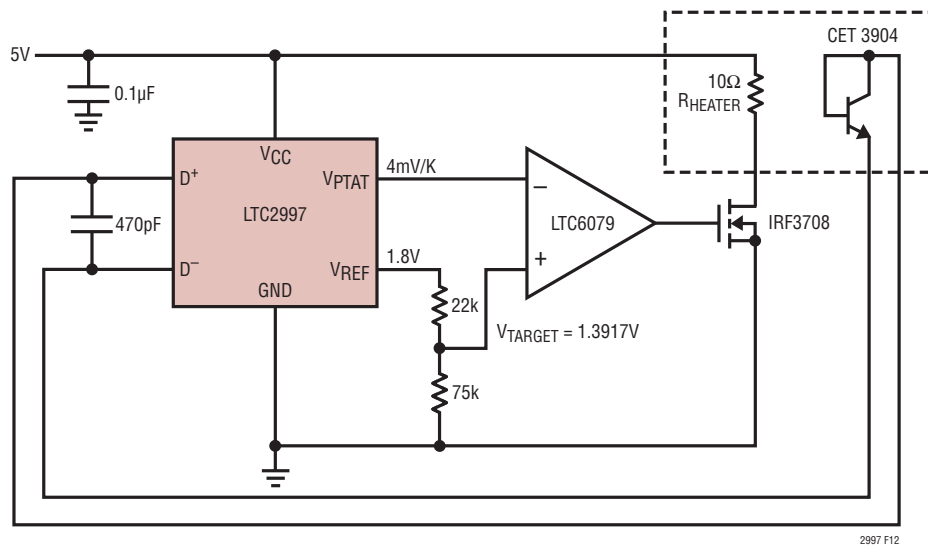 5V
0.1µF
10Ω
RHEATER
CET 3904
VCC
D+
VPTAT
4mV/K
LTC2997
470pF
D–
VREF
1.8V
GND
–
+
LTC6079
IRF3708
22k
VTARGET = 1.3917V
75k
2997 F12